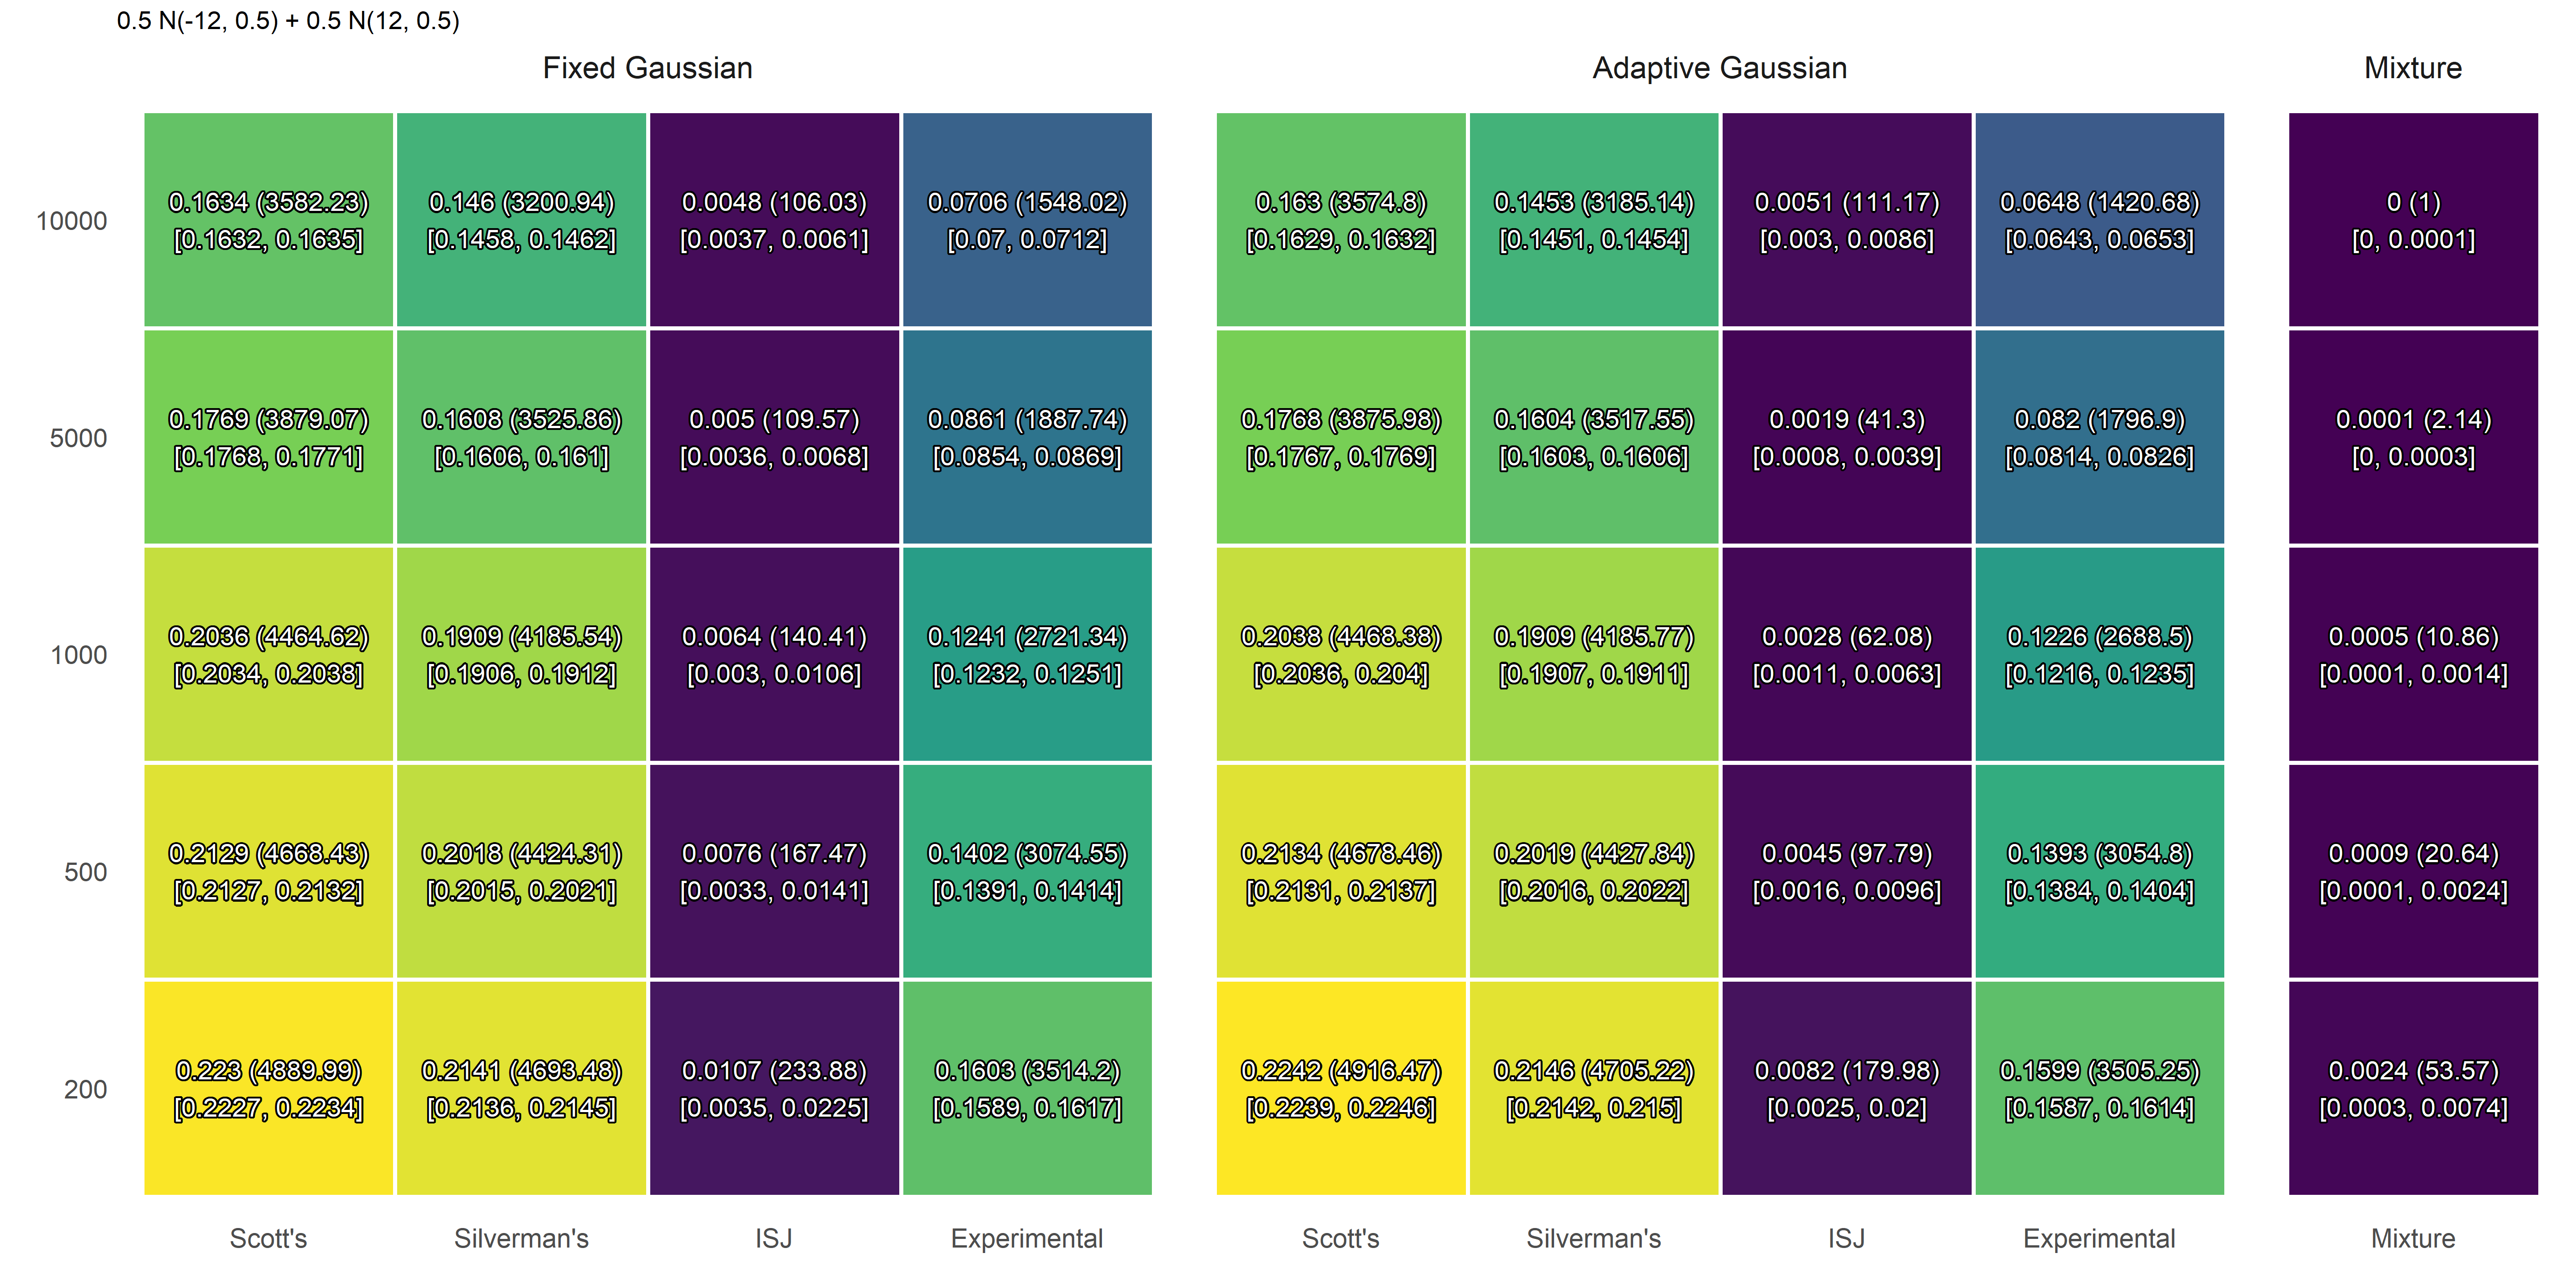 0.5 N(-12, 0.5) + 0.5 N(12, 0.5)
Fixed Gaussian Adaptive Gaussian Mixture
10000 0.1634 (3582.23) 0.146 (3200.94) 0.0048 (106.03) 0.0706 (1548.02) 0.163 (3574.8) 0.1453 (3185.14) 0.0051 (111.17) 0.0648 (1420.68) 0 (1)
[0.1632, 0.1635] [0.1458, 0.1462] [0.0037, 0.0061] [0.07, 0.0712] [0.1629, 0.1632] [0.1451, 0.1454] [0.003, 0.0086] [0.0643, 0.0653] [0, 0.0001]
5000 0.1769 (3879.07) 0.1608 (3525.86) 0.005 (109.57) 0.0861 (1887.74) 0.1768 (3875.98) 0.1604 (3517.55) 0.0019 (41.3) 0.082 (1796.9) 0.0001 (2.14)
[0.1768, 0.1771] [0.1606, 0.161] [0.0036, 0.0068] [0.0854, 0.0869] [0.1767, 0.1769] [0.1603, 0.1606] [0.0008, 0.0039] [0.0814, 0.0826] [0, 0.0003]
1000 0.2036 (4464.62) 0.1909 (4185.54) 0.0064 (140.41) 0.1241 (2721.34) 0.2038 (4468.38) 0.1909 (4185.77) 0.0028 (62.08) 0.1226 (2688.5) 0.0005 (10.86)
[0.2034, 0.2038] [0.1906, 0.1912] [0.003, 0.0106] [0.1232, 0.1251] [0.2036, 0.204] [0.1907, 0.1911] [0.0011, 0.0063] [0.1216, 0.1235] [0.0001, 0.0014]
500 0.2129 (4668.43) 0.2018 (4424.31) 0.0076 (167.47) 0.1402 (3074.55) 0.2134 (4678.46) 0.2019 (4427.84) 0.0045 (97.79) 0.1393 (3054.8) 0.0009 (20.64)
[0.2127, 0.2132] [0.2015, 0.2021] [0.0033, 0.0141] [0.1391, 0.1414] [0.2131, 0.2137] [0.2016, 0.2022] [0.0016, 0.0096] [0.1384, 0.1404] [0.0001, 0.0024]
200 0.223 (4889.99) 0.2141 (4693.48) 0.0107 (233.88) 0.1603 (3514.2) 0.2242 (4916.47) 0.2146 (4705.22) 0.0082 (179.98) 0.1599 (3505.25) 0.0024 (53.57)
[0.2227, 0.2234] [0.2136, 0.2145] [0.0035, 0.0225] [0.1589, 0.1617] [0.2239, 0.2246] [0.2142, 0.215] [0.0025, 0.02] [0.1587, 0.1614] [0.0003, 0.0074]
Scott's Silverman's ISJ Experimental Scott's Silverman's ISJ Experimental Mixture